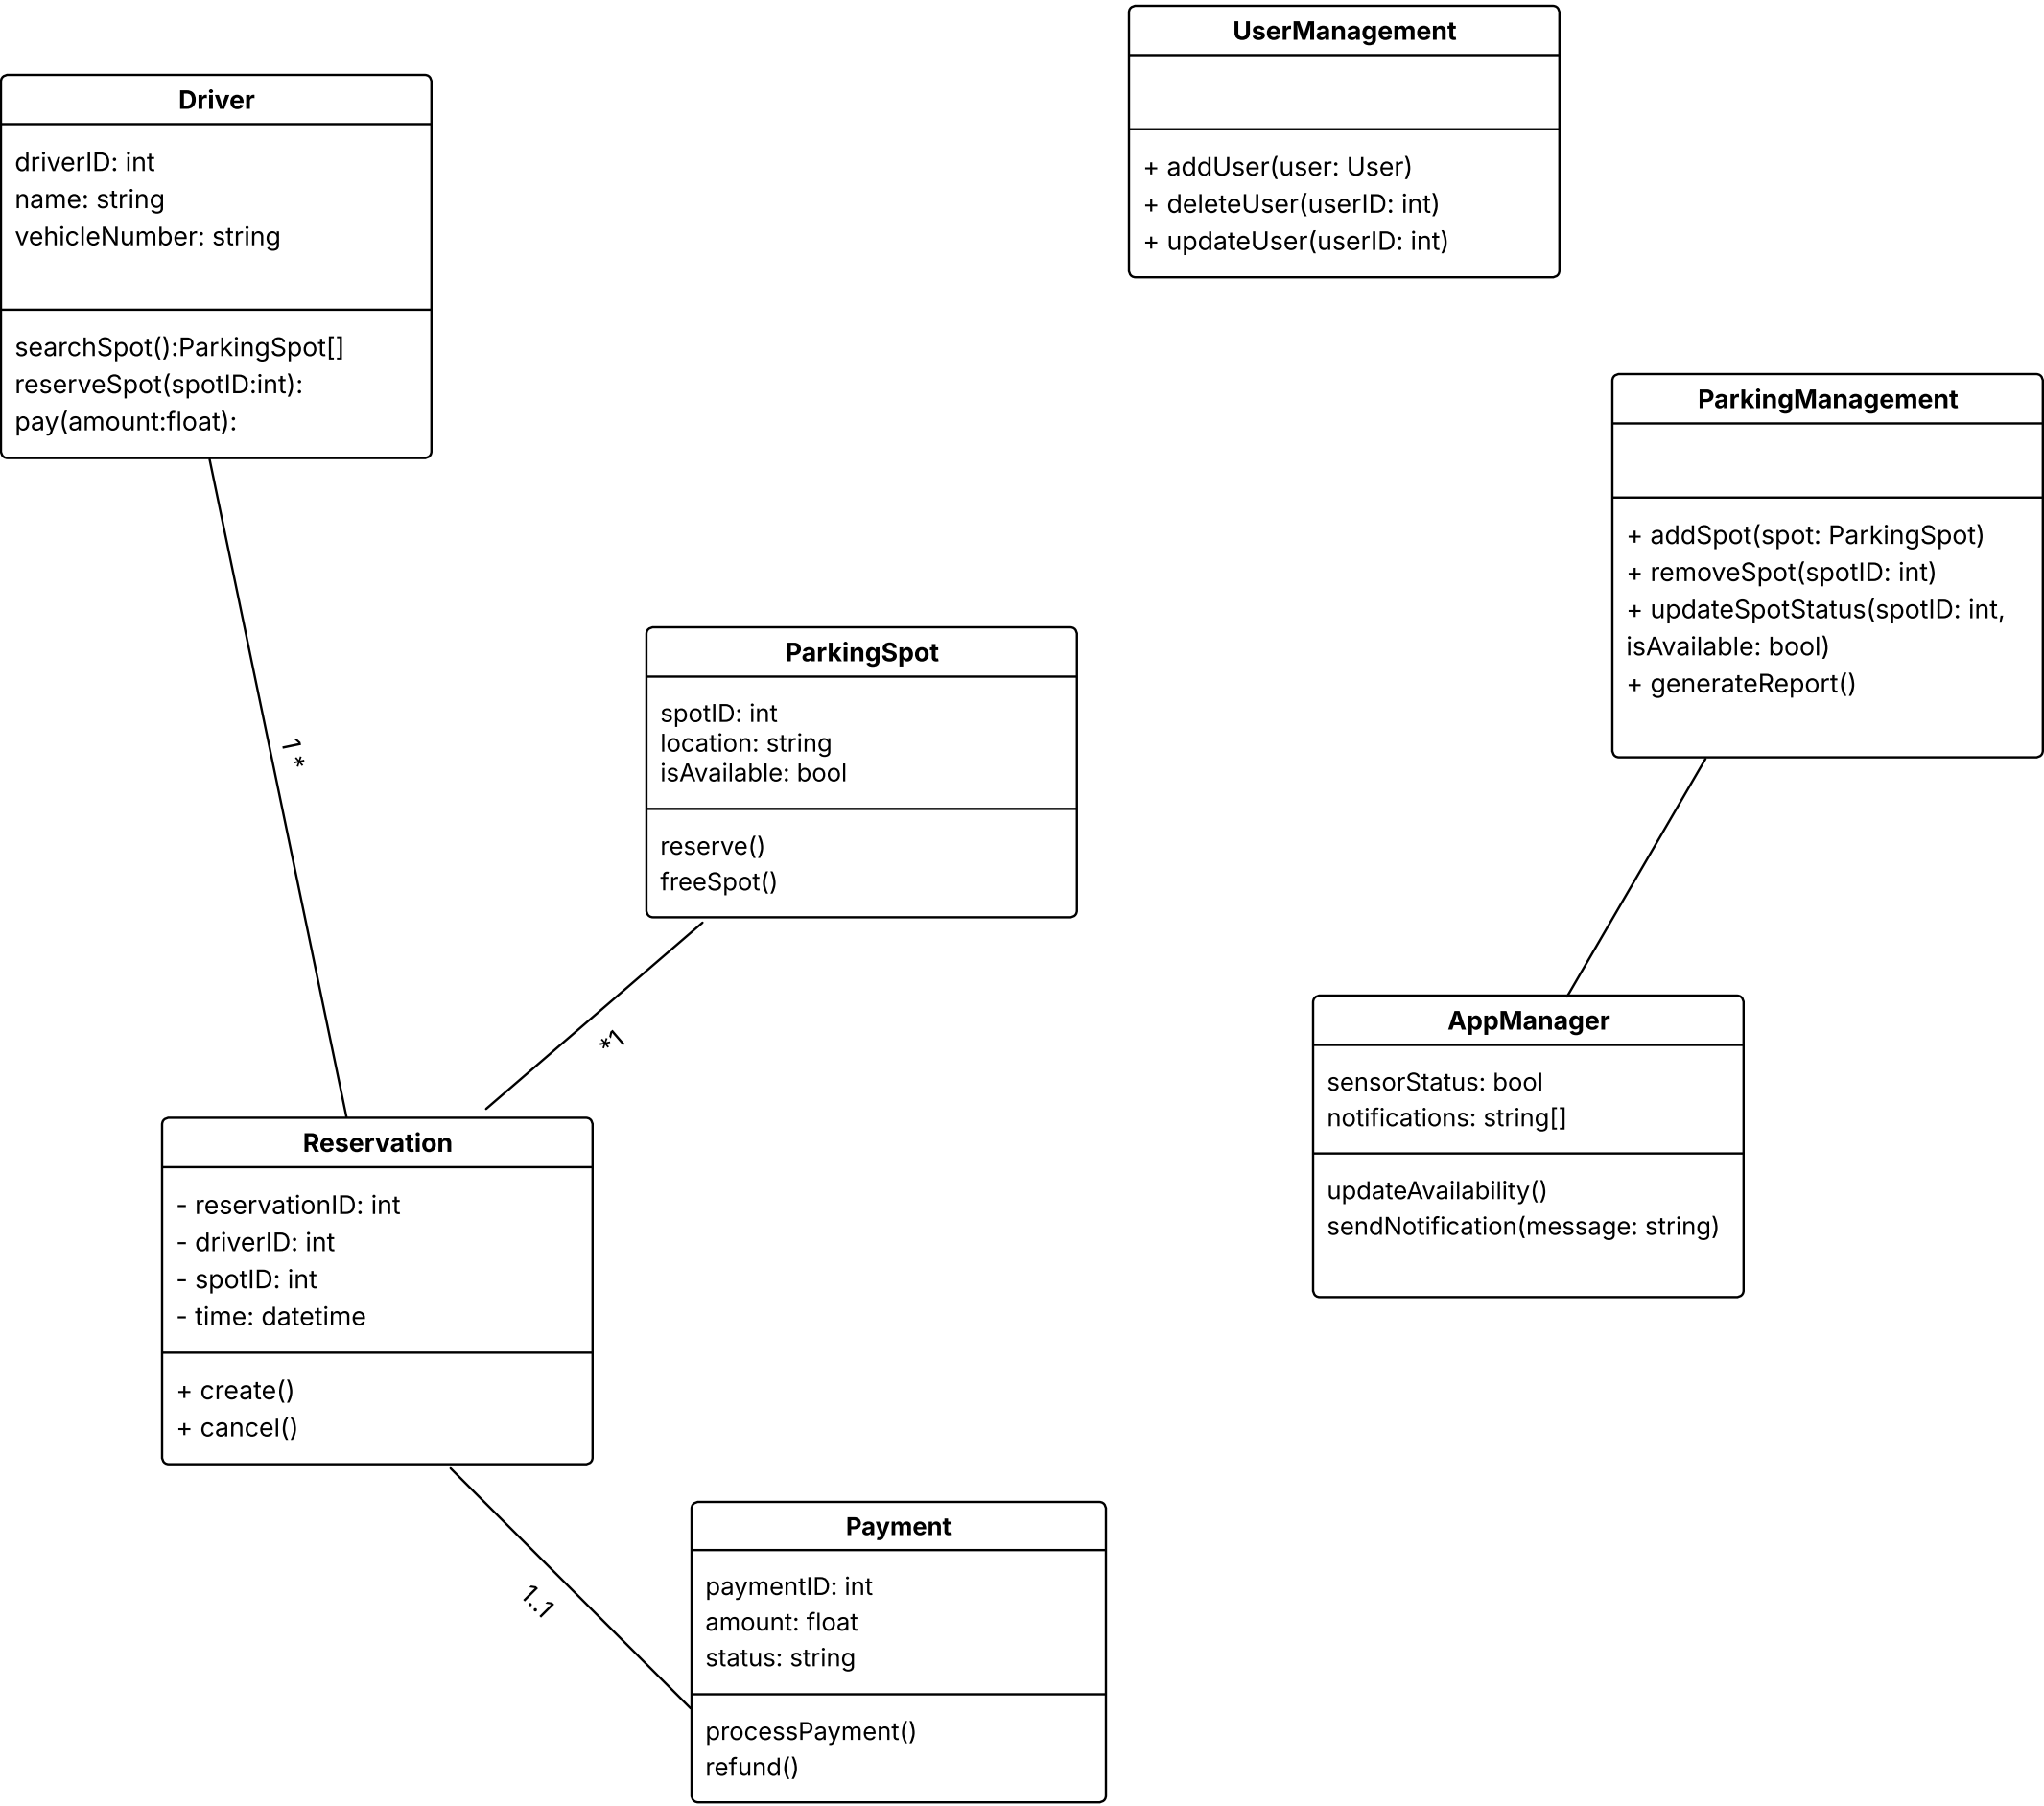 UserManagement
+ addUser(user: User)
+ deleteUser(userID: int)
+ updateUser(userID: int)
Driver
driverID: int
name: string
vehicleNumber: string
searchSpot():ParkingSpot[]
reserveSpot(spotID:int):
pay(amount:float):
ParkingManagement
+ addSpot(spot: ParkingSpot)
+ removeSpot(spotID: int)
+ updateSpotStatus(spotID: int,
isAvailable: bool)
+ generateReport()
ParkingSpot
spotID: int
location: string
isAvailable: bool
reserve()
freeSpot()
1 *
*1
AppManager
sensorStatus: bool
notifications: string[]
updateAvailability()
sendNotification(message: string)
Reservation
- reservationID: int
- driverID: int
- spotID: int
- time: datetime
+ create()
+ cancel()
1..1
Payment
paymentID: int
amount: float
status: string
processPayment()
refund()